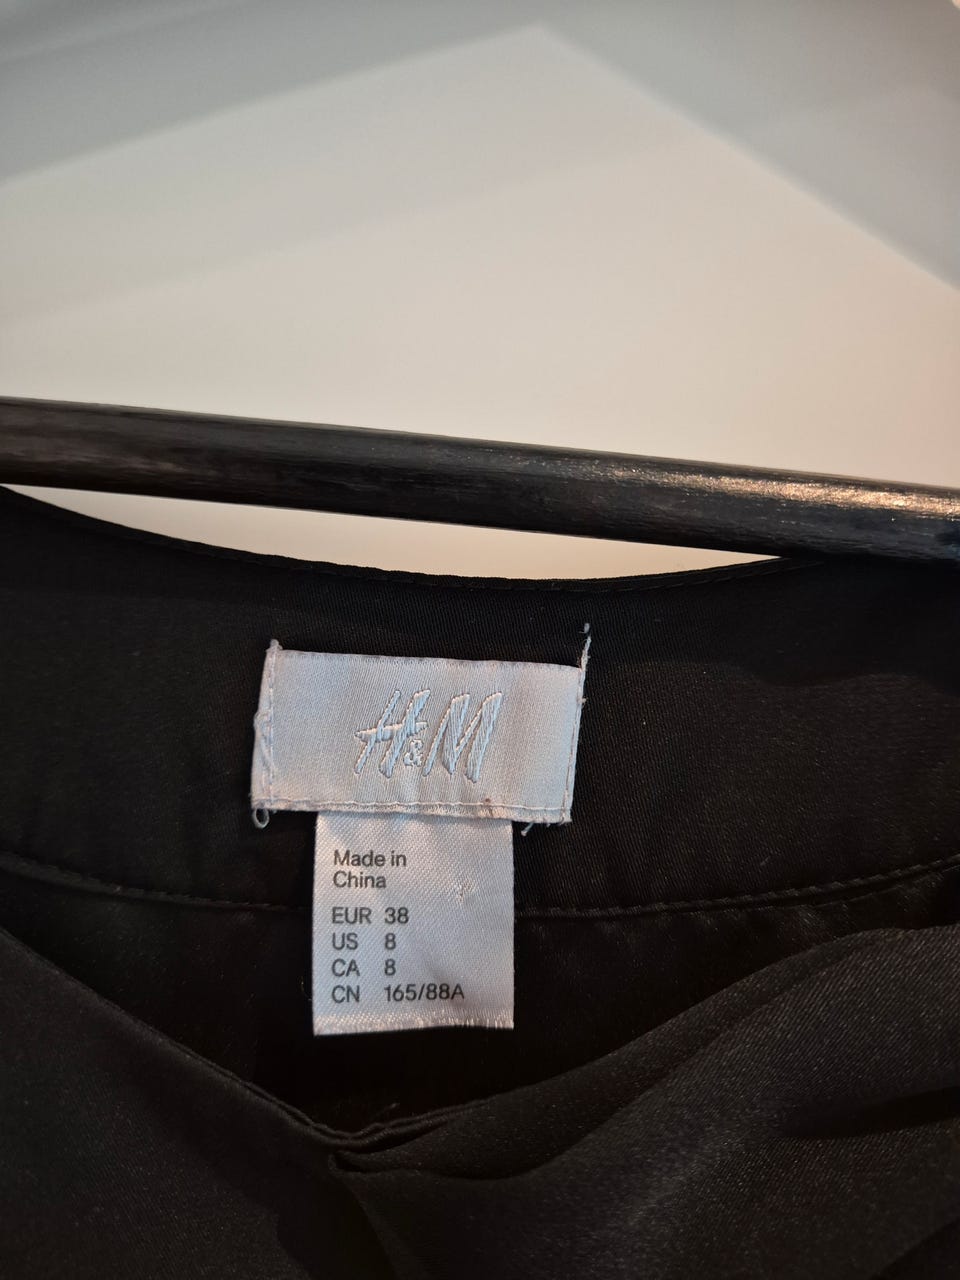 H&M
Made in
China
EUR 38
US 8
CA 8
CN 165/88A